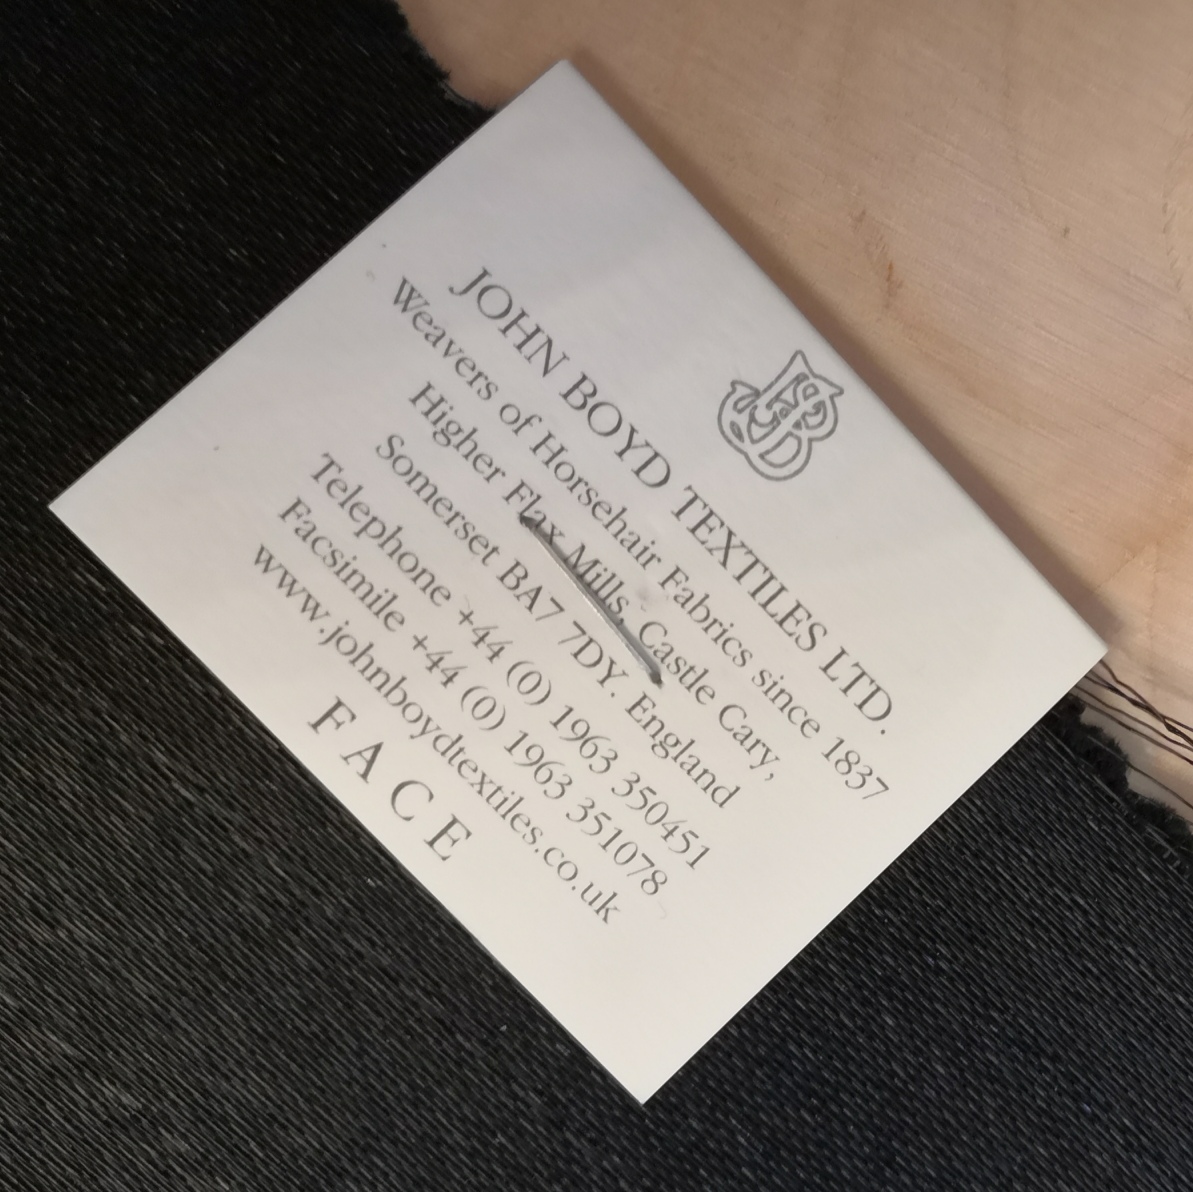 JB
JOHN BOYD TEXTILES LTD.
Weavers of Horsehair Fabrics since 1837
Higher Flax Mills, Castle Cary,
Somerset BA7 7DY. England
Telephone +44 (0) 1963 350451
Facsimile +44 (0) 1963 351078
www.johnboydtextiles.co.uk
F A C E